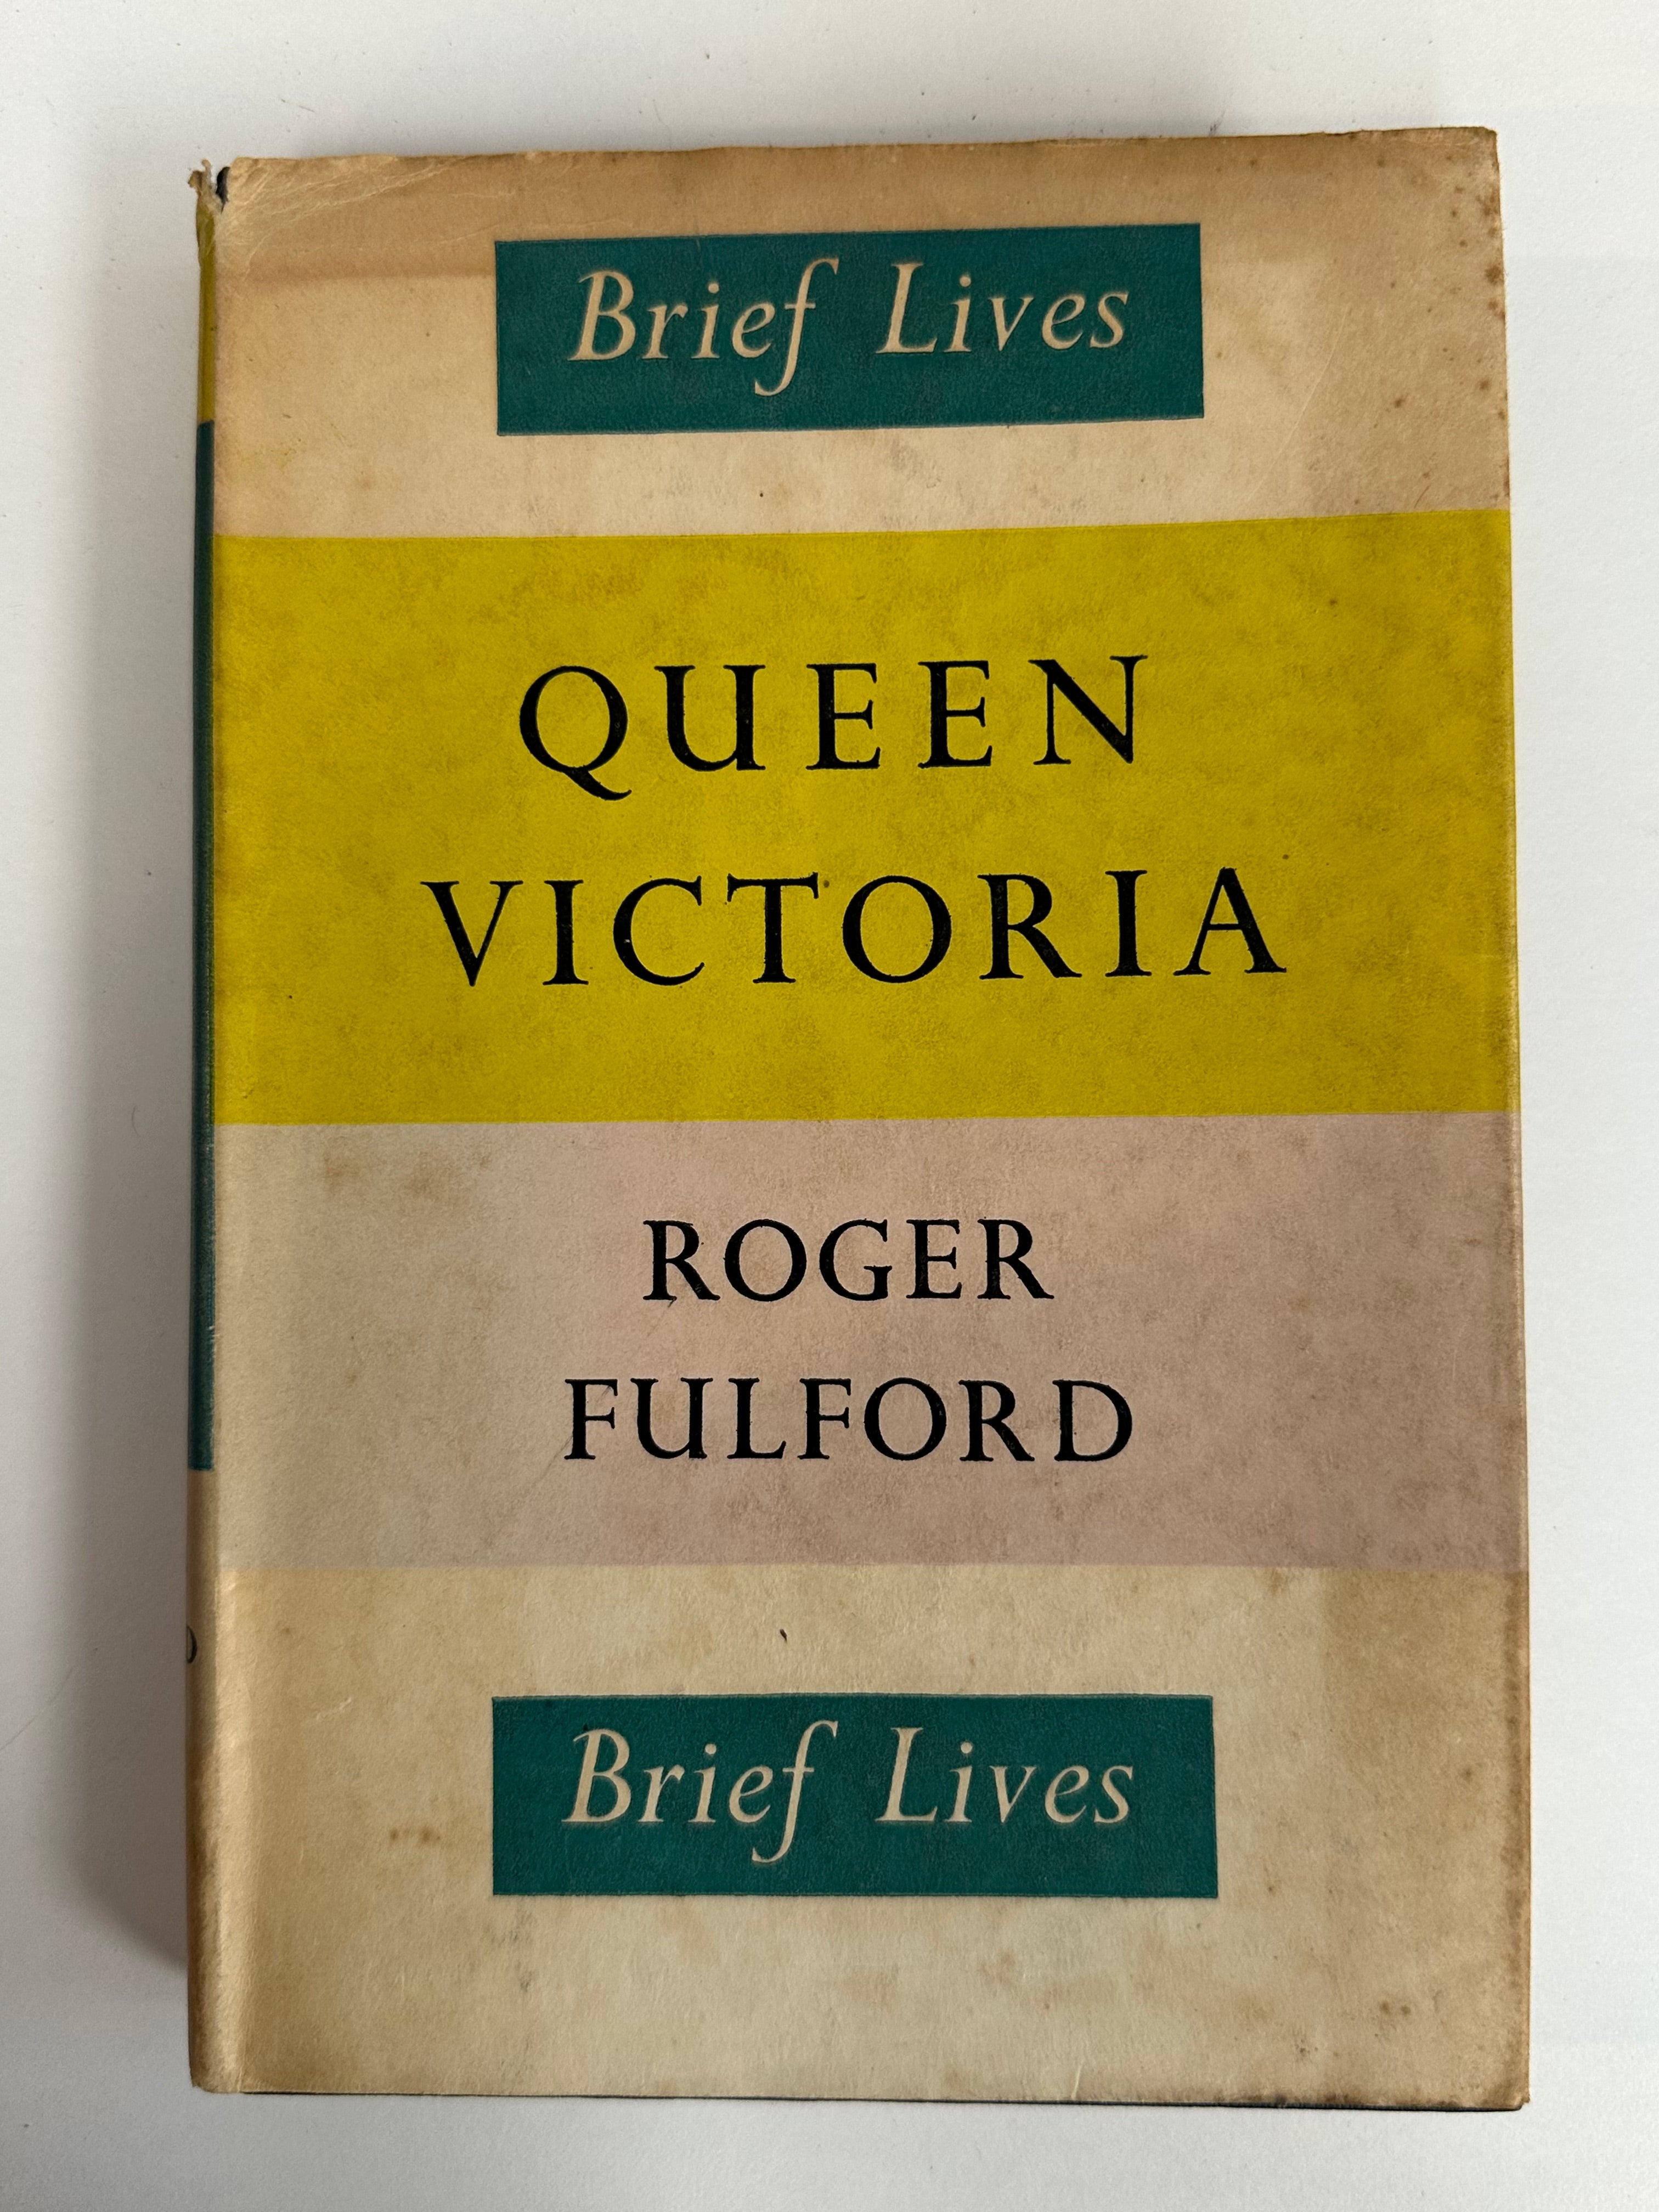 Brief Lives
QUEEN
VICTORIA
ROGER
FULFORD
Brief Lives